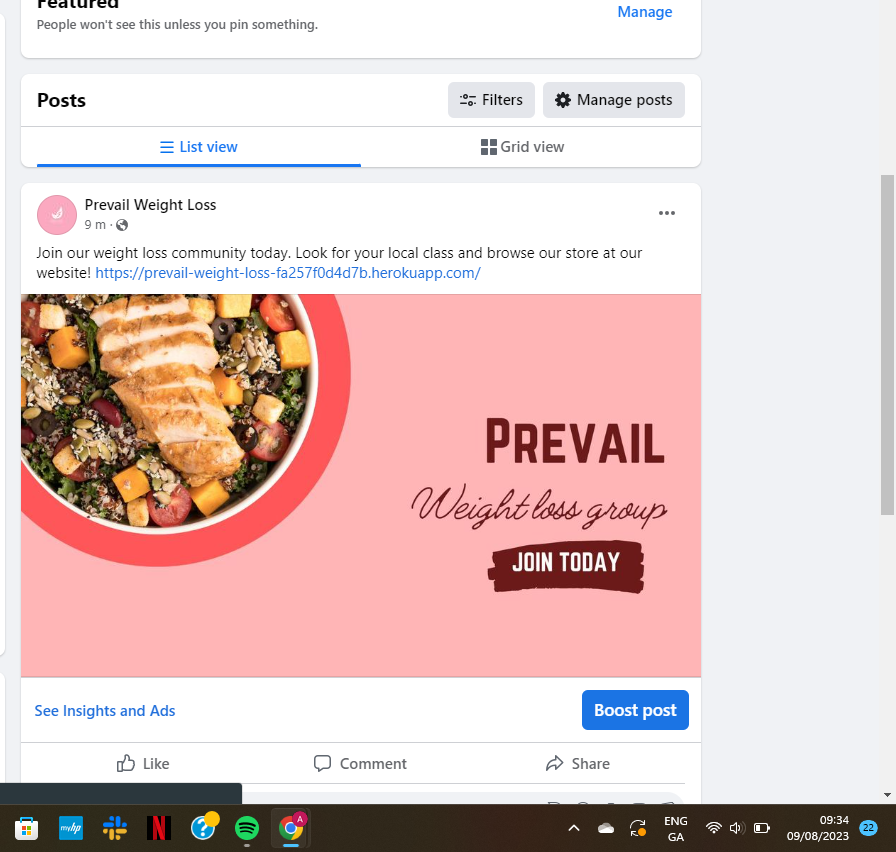 Featured
People won't see this unless you pin something.
Manage
Posts
Filters
Manage posts
List view
Grid view
Prevail Weight Loss
9 m ·
Join our weight loss community today. Look for your local class and browse our store at our
website! https://prevail-weight-loss-fa257f0d4d7b.herokuapp.com/
PREVAIL
Weight loss group
JOIN TODAY
See Insights and Ads
Boost post
Like
Comment
Share
myhp
N
?
A
ENG
GA
09:34
09/08/2023
22